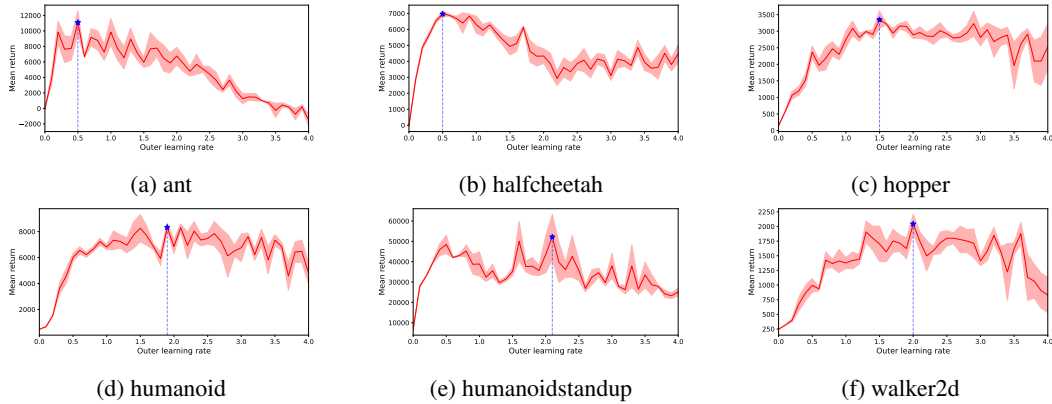 12000
10000
8000
6000
4000
2000
0
−2000
Mean return
0.0 0.5 1.0 1.5 2.0 2.5 3.0 3.5 4.0
Outer learning rate
(a) ant
7000
6000
5000
4000
3000
2000
1000
0
Mean return
0.0 0.5 1.0 1.5 2.0 2.5 3.0 3.5 4.0
Outer learning rate
(b) halfcheetah
3500
3000
2500
2000
1500
1000
500
0
Mean return
0.0 0.5 1.0 1.5 2.0 2.5 3.0 3.5 4.0
Outer learning rate
(c) hopper
8000
6000
4000
2000
Mean return
0.0 0.5 1.0 1.5 2.0 2.5 3.0 3.5 4.0
Outer learning rate
(d) humanoid
60000
50000
40000
30000
20000
10000
Mean return
0.0 0.5 1.0 1.5 2.0 2.5 3.0 3.5 4.0
Outer learning rate
(e) humanoidstandup
2250
2000
1750
1500
1250
1000
750
500
250
Mean return
0.0 0.5 1.0 1.5 2.0 2.5 3.0 3.5 4.0
Outer learning rate
(f) walker2d